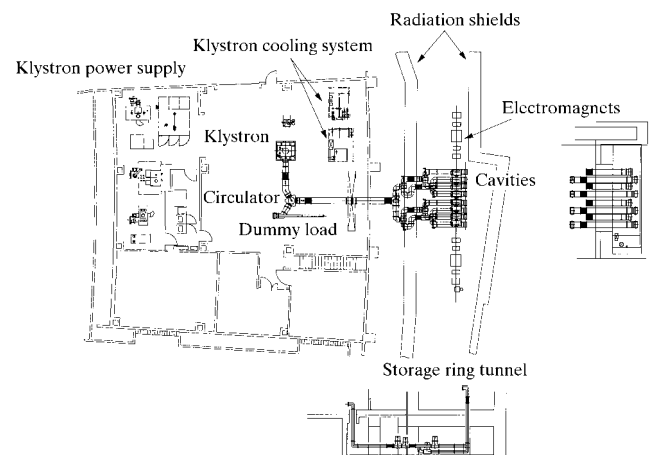 Radiation shields
Klystron cooling system
Klystron power supply
Electromagnets
Klystron
Cavities
Circulator
Dummy load
Storage ring tunnel